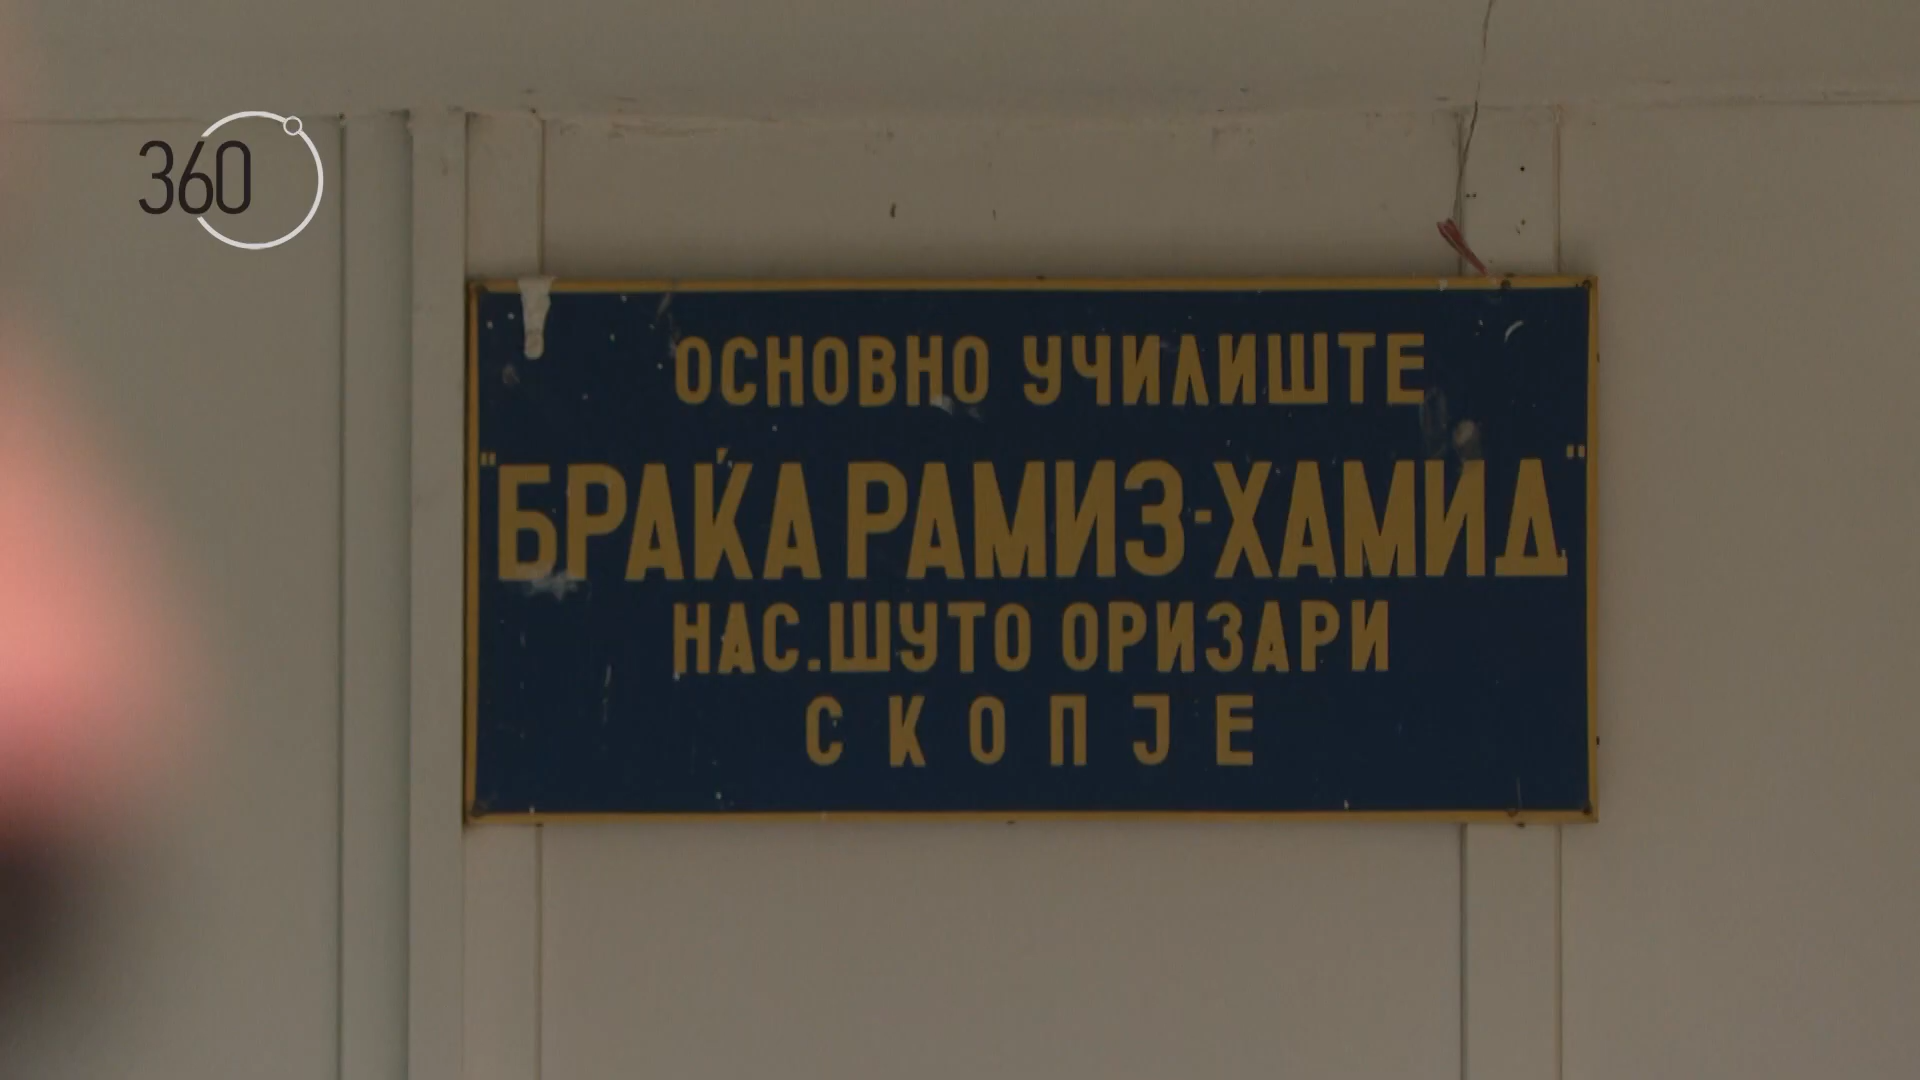 360
ОСНОВНО УЧИЛИШТЕ
"БРАЌА РАМИЗ-ХАМИД"
НАС.ШУТО ОРИЗАРИ
СКОПЈЕ